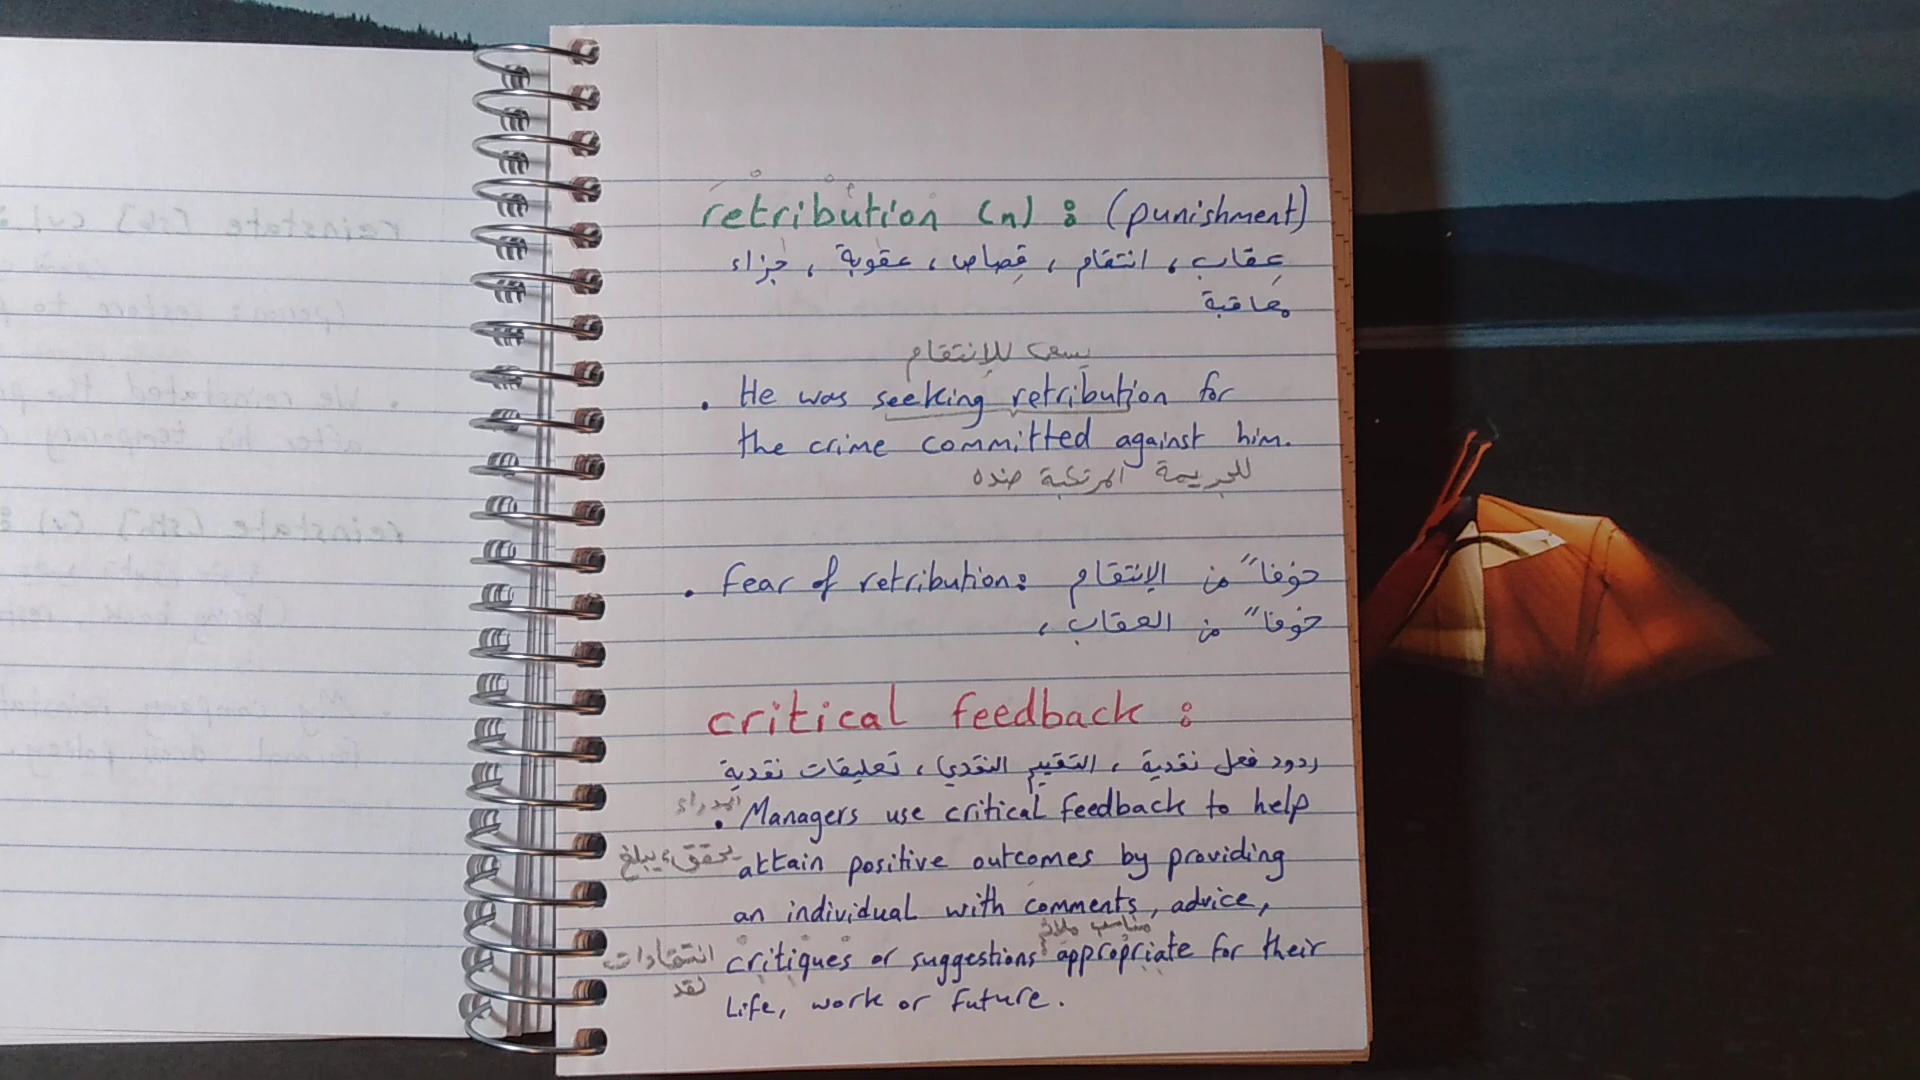 retribution (n) : (punishment)
عِقاب ، انتقام ، قِصاص ، عقوبة ، جزاء
معاقبة
يسعى للإنتقام
. He was seeking retribution for
the crime committed against him.
للجريمة المرتكبة ضده
. Fear of retribution: خوفاً من الإنتقام
خوفاً من العقاب ،
critical feedback :
ردود فعل نقدية ، التقييم النقدي ، تعليقات نقدية
المدراء
. Managers use critical feedback to help
يحقق ، يبلغ attain positive outcomes by providing
an individual with comments, advice,
مناسب ملائم
انتقادات critiques or suggestions appropriate for their
نقد Life, work or future.